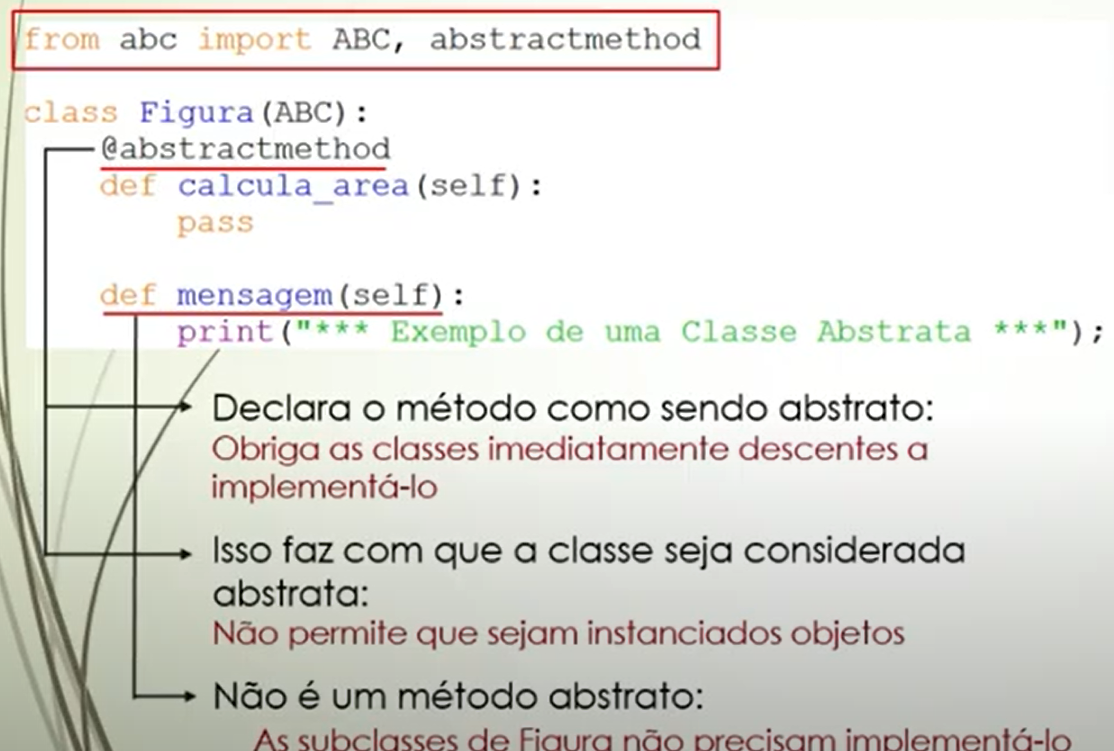 from abc import ABC, abstractmethod
class Figura(ABC):
@abstractmethod
def calcula_area(self):
pass
def mensagem(self):
print("*** Exemplo de uma Classe Abstrata ***");
Declara o método como sendo abstrato:
Obriga as classes imediatamente descentes a
implementá-lo
Isso faz com que a classe seja considerada
abstrata:
Não permite que sejam instanciados objetos
Não é um método abstrato:
As subclasses de Figura não precisam implementá-lo